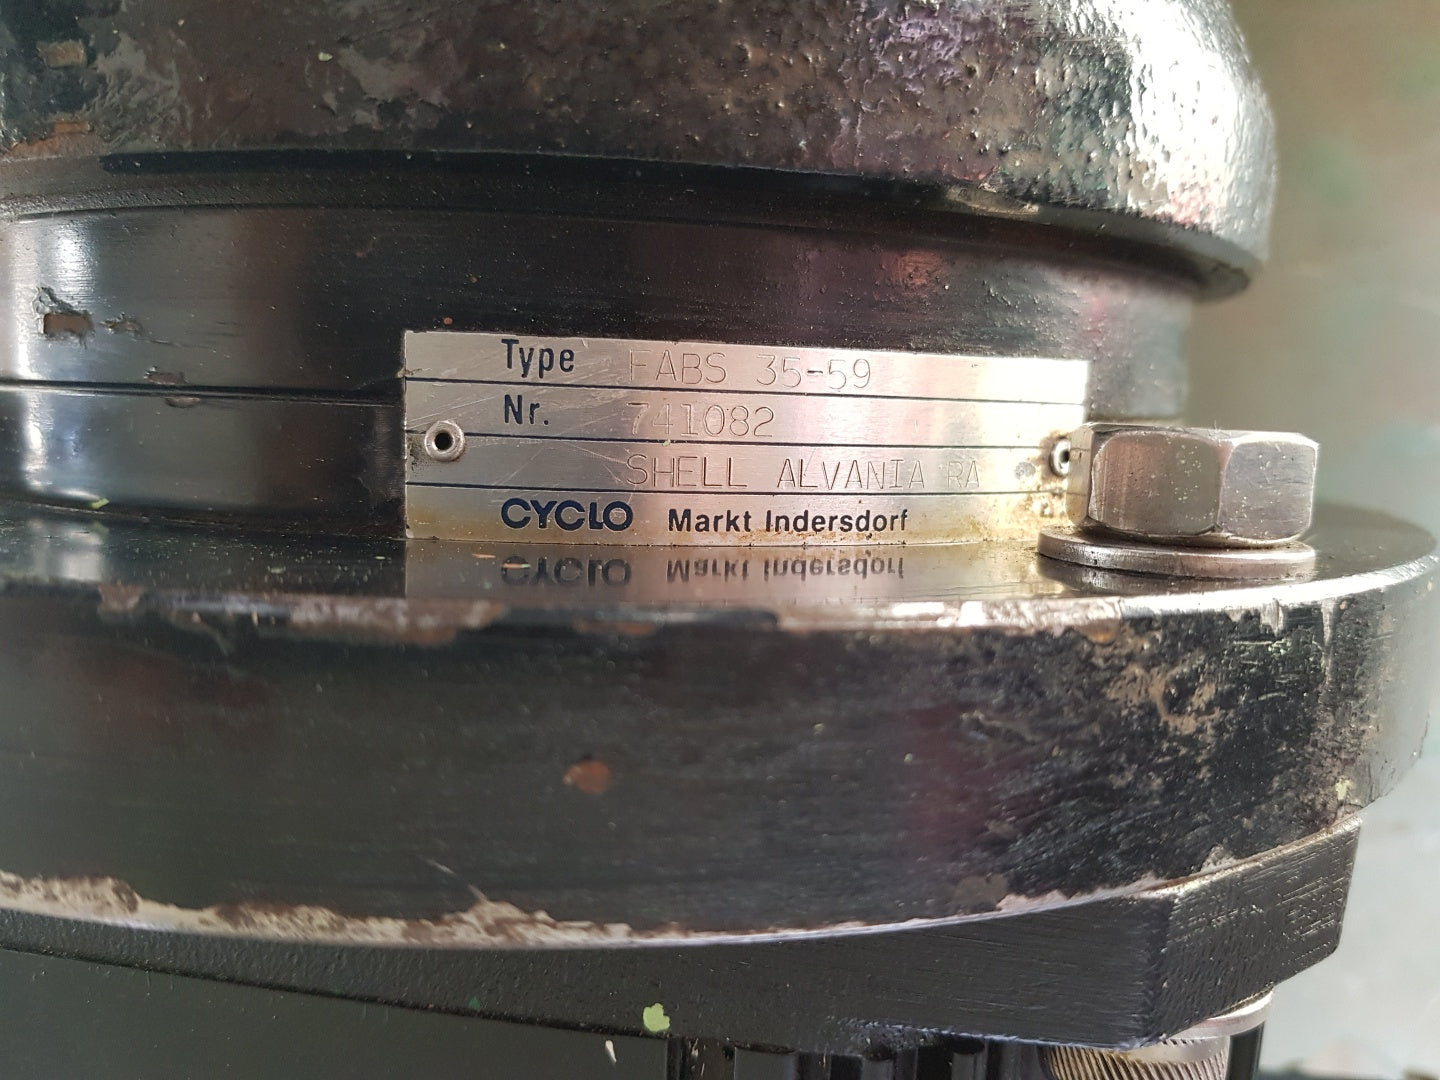 Type FABS 35-59
Nr. 741082
SHELL ALVANIA RA
CYCLO Markt Indersdorf